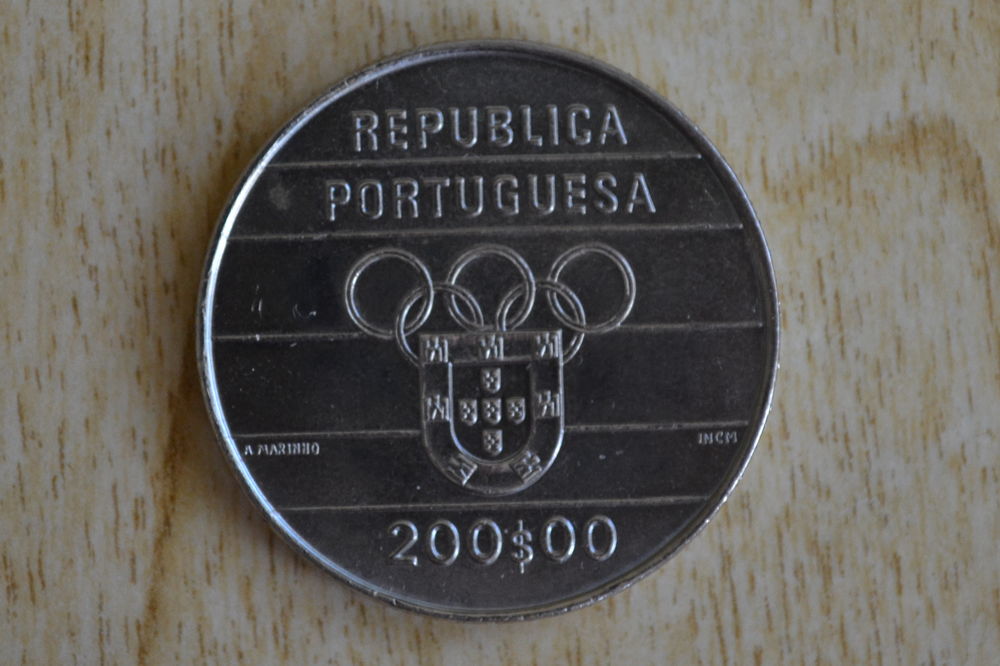 REPUBLICA
PORTUGUESA
A MARINHO
INCM
200$00